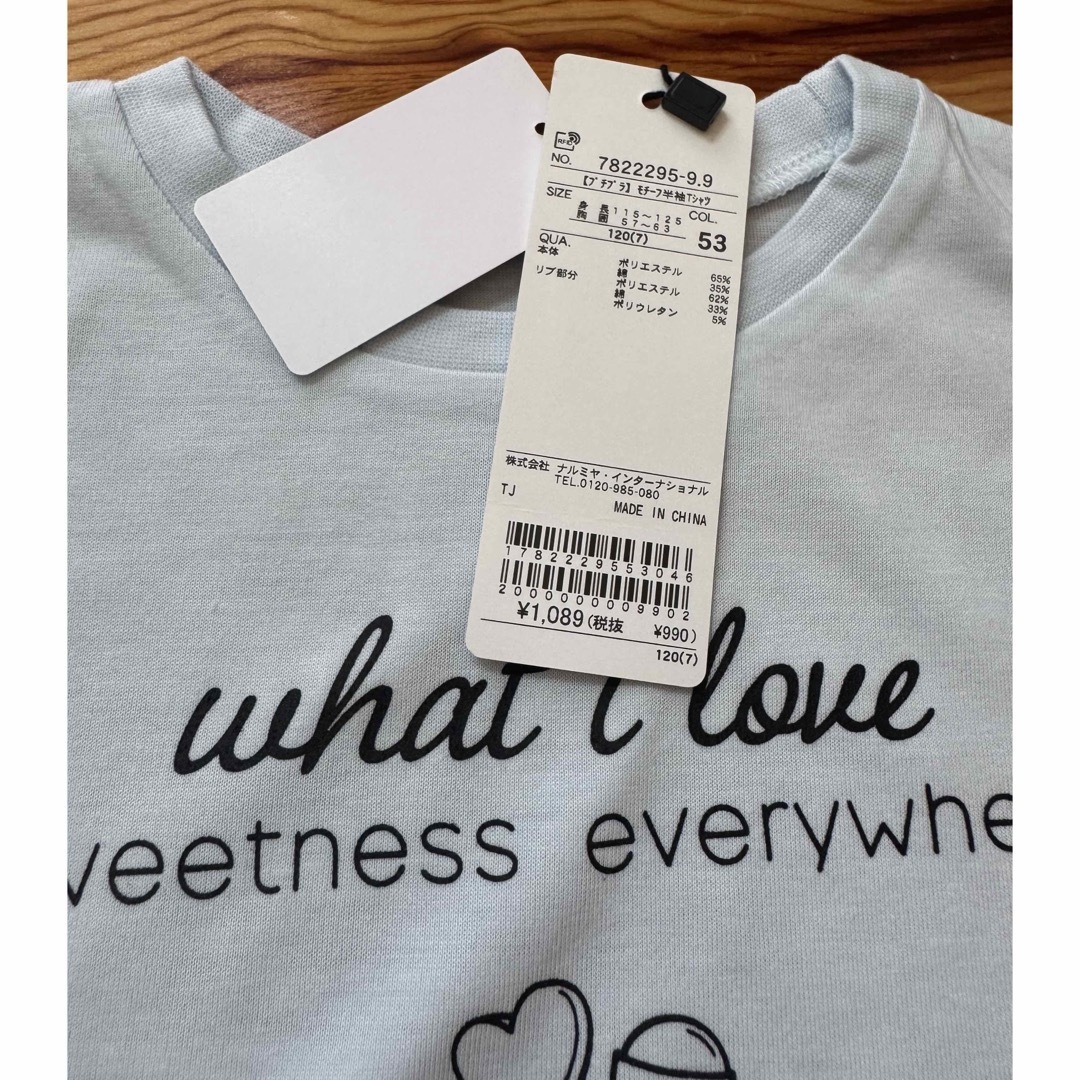 RFID
NO. 7822295-9.9
【プチプラ】モチーフ半袖Tシャツ
SIZE 身長 115～125 COL.
胸囲 57～63 53
120(7)
QUA.
本体 ポリエステル 65%
綿 35%
リブ部分 ポリエステル 62%
綿 33%
ポリウレタン 5%
株式会社 ナルミヤ・インターナショナル
TEL.0120-985-080
TJ MADE IN CHINA
1782229553046
2000000009902
¥1,089(税抜 ¥990)
120(7)
what i love
weetness everywhe